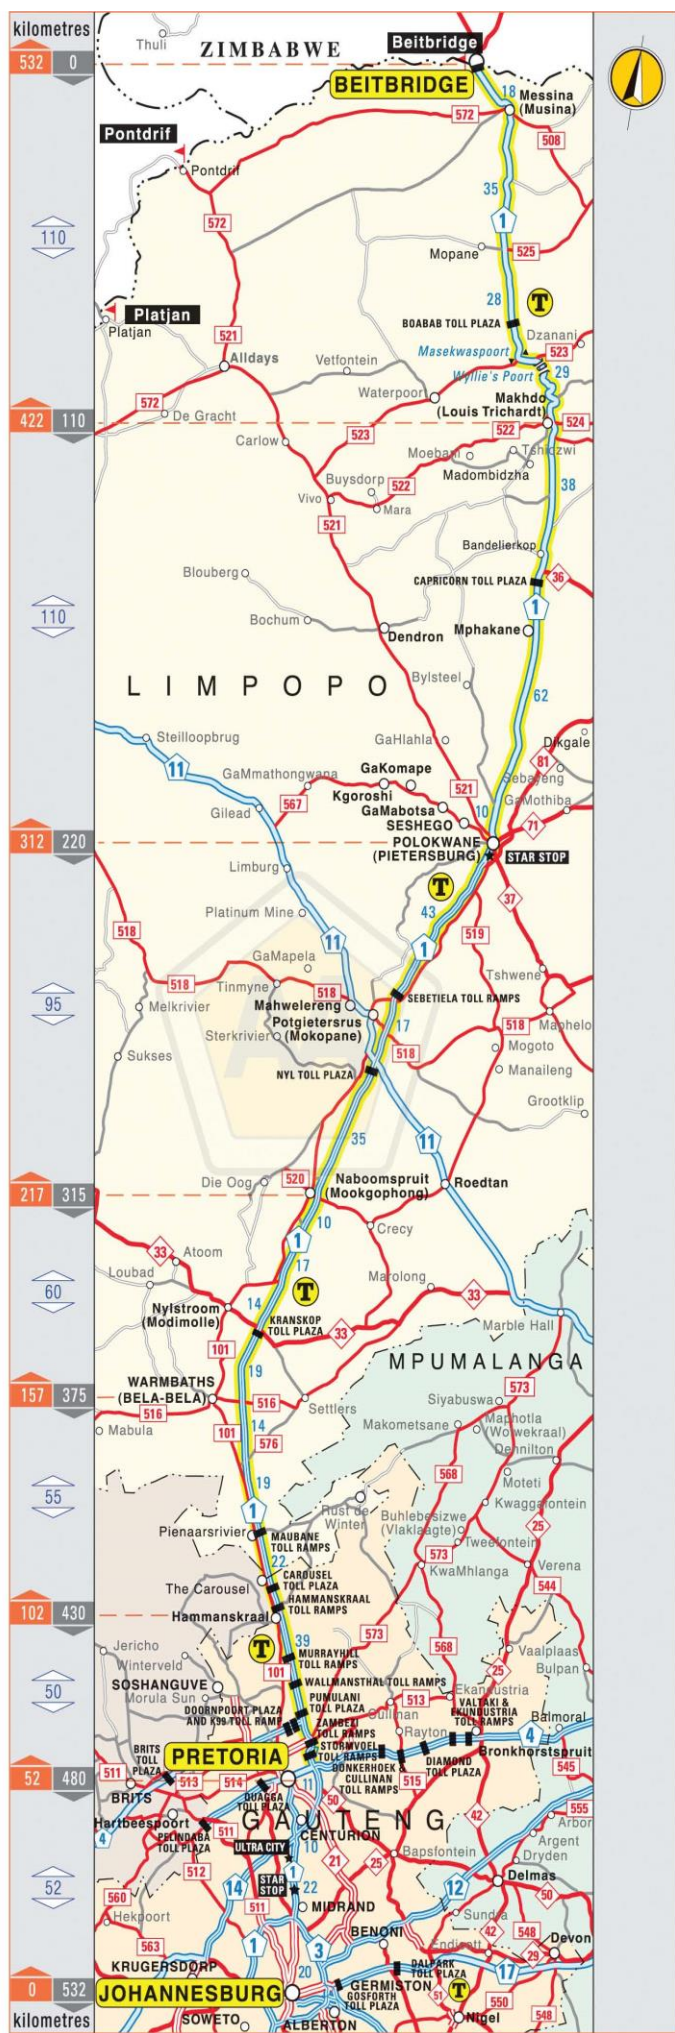 kilometres
Thuli
ZIMBABWE
Beitbridge
532 0
BEITBRIDGE
18
Messina
(Musina)
572
Pontdrif
508
Pontdrif
35
572
1
110
Mopane
525
28
T
Platjan
BOABAB TOLL PLAZA
Platjan
521
Dzanani
Masekwaspoort
523
Alldays
Vetfontein
Wyllie's Poort
29
572
Waterpoort
Makhdo
(Louis Trichardt)
De Gracht
422 110
524
523
522
Carlow
Moebani
Tshiozwi
Madombidzha
38
Buysdorp
522
Vivo
Mara
521
Bandelierkop
Blouberg
CAPRICORN TOLL PLAZA
36
1
110
Bochum
Dendron
Mphakane
LIMPOPO
Bylsteel
62
Steilloopbrug
GaHlahla
Dikgale
11
81
GaKomape
Sebayeng
GaMmathongwana
521
Kgoroshi
10
GaMothiba
567
GaMabotsa
Gilead
SESHEGO
71
POLOKWANE
(PIETERSBURG)
312 220
STAR STOP
Limburg
T
37
43
Platinum Mine
518
11
1
519
GaMapela
Tshwene
518
Tinmyne
518
SEBETIELA TOLL RAMPS
95
Melkrivier
Mahwelereng
Potgietersrus
(Mokopane)
17
518
Maphelo
Sterkrivier
518
Mogoto
Sukses
NYL TOLL PLAZA
Manaileng
Grootklip
35
11
Die Oog
520
Naboomspruit
(Mookgophong)
Roedtan
217 315
10
Crecy
33
1
Atoom
17
Loubad
T
Marolong
60
33
14
Nylstroom
(Modimolle)
KRANSKOP
TOLL PLAZA
33
Marble Hall
101
MPUMALANGA
19
WARMBATHS
(BELA-BELA)
573
157 375
516
Siyabuswa
516
Settlers
14
Makometsane
Maphotla
(Wolwekraal)
Mabula
101
576
Dennilton
568
19
Moteti
55
Rust de
Winter
Kwaggafontein
1
Buhlebesizwe
(Vlaklaagte)
25
Pienaarsrivier
MAUBANE
TOLL RAMPS
Tweefontein
573
22
KwaMhlanga
Verena
CAROUSEL
TOLL PLAZA
The Carousel
544
HAMMANSKRAAL
TOLL RAMPS
102 430
Hammanskraal
573
39
T
568
Jericho
MURRAYHILL
TOLL RAMPS
Vaalplaas
Winterveld
101
25
Bulpan
WALLMANSTHAL TOLL RAMPS
50
SOSHANGUVE
Ekandustria
Morula Sun
PUMULANI
TOLL PLAZA
513
VALTAKI &
EKUNDUSTRIA
TOLL RAMPS
DOORNPOORT PLAZA
AND K99 TOLL RAMP
Sullman
ZAMBEZI
TOLL RAMPS
Rayton
Balmoral
4
BRITS
TOLL
PLAZA
PRETORIA
STORMVOEL
TOLL RAMPS
Bronkhorstspruit
DIAMOND
TOLL PLAZA
DONKERHOEK &
CULLINAN
TOLL RAMPS
545
511
513
514
515
52 480
11
BRITS
QUAGGA
TOLL PLAZA
50
GAUTENG
42
555
Hartbeespoort
4
511
CENTURION
Arbor
PELINDABA
TOLL PLAZA
Argent
10
ULTRA CITY
Bapsfontein
Dryden
512
1
21
25
52
STAR
STOP
22
14
12
Delmas
560
511
50
MIDRAND
Hekpoort
Sundra
BENONI
42
548
563
1
3
Endicott
Devon
29
DALPARK
TOLL PLAZA
KRUGERSDORP
17
20
0 532
JOHANNESBURG
GERMISTON
T
GOSFORTH
TOLL PLAZA
51
550
kilometres
SOWETO
ALBERTON
Nigel
548